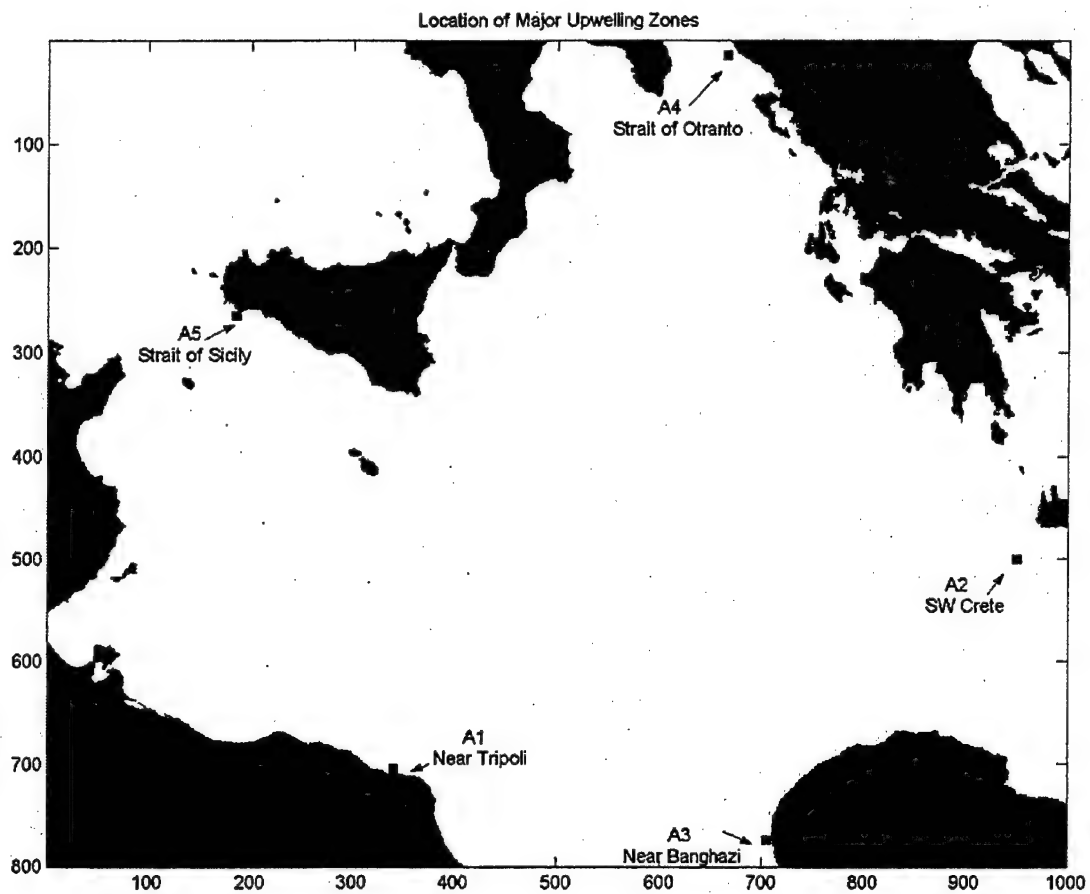 Location of Major Upwelling Zones
A4
Strait of Otranto
100
200
A5
Strait of Sicily
300
400
500
A2
SW Crete
600
A1
Near Tripoli
700
A3
Near Banghazi
800
100 200 300 400 500 600 700 800 900 1000